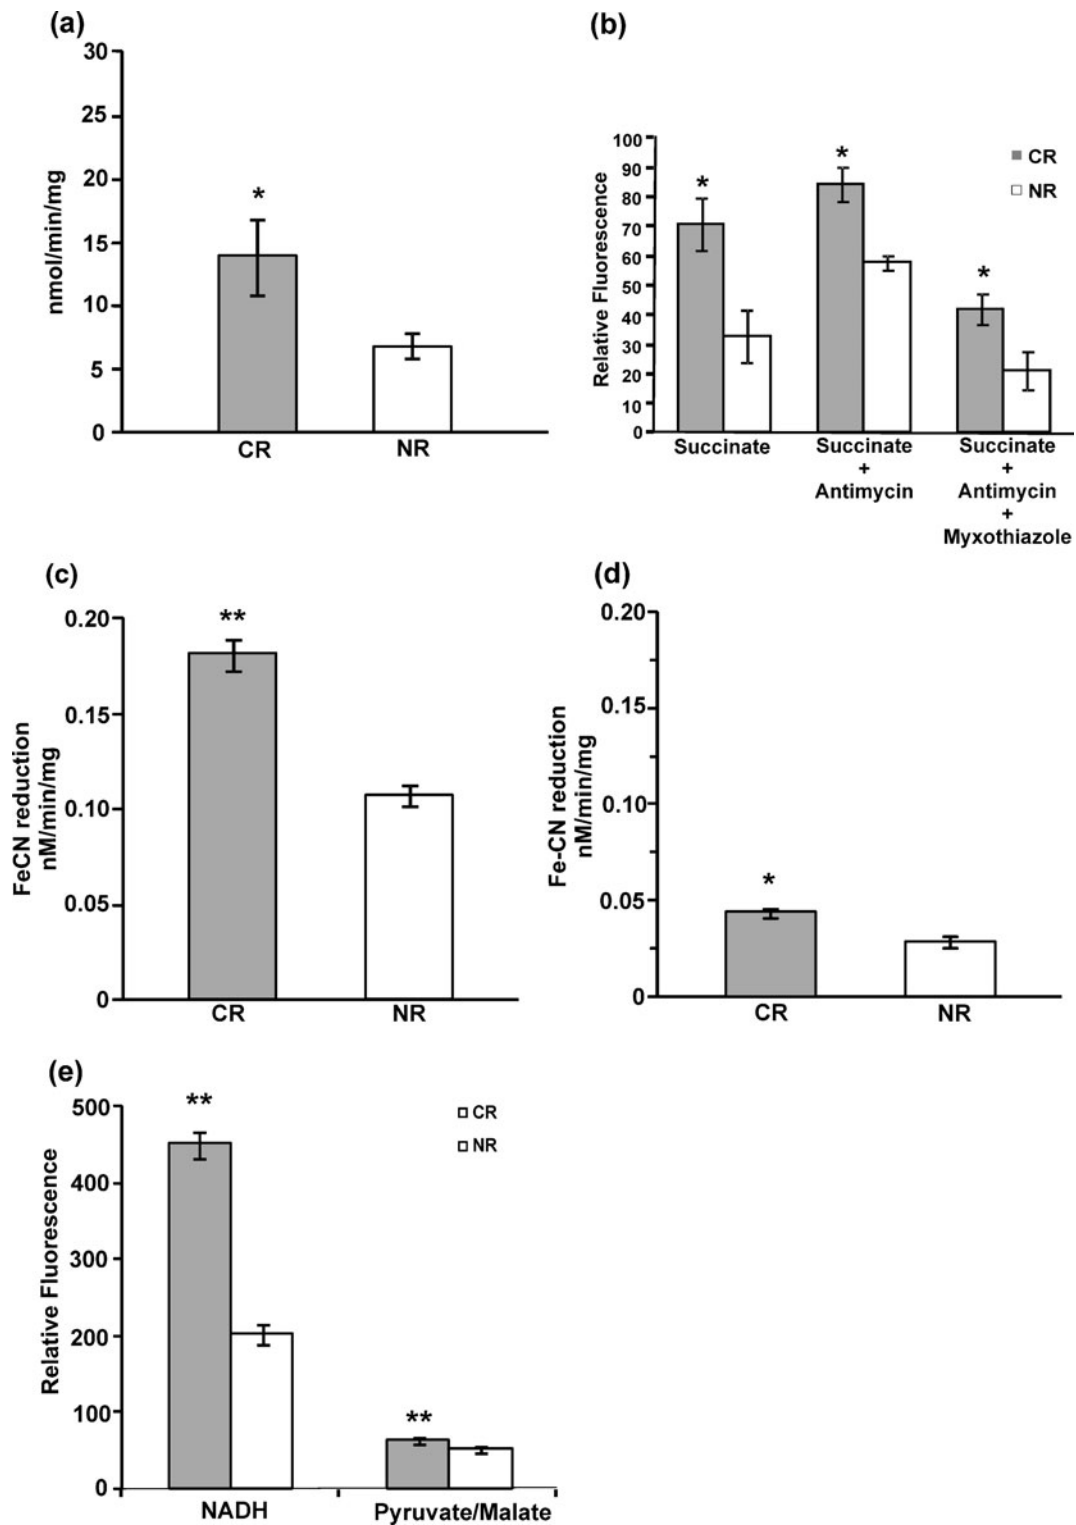 (a)
30
25
20
15
10
5
0
nmol/min/mg
*
CR NR
(b)
100
90
80
70
60
50
40
30
20
10
0
Relative Fluorescence
* * *
CR
NR
Succinate
Succinate
+
Antimycin
Succinate
+
Antimycin
+
Myxothiazole
(c)
0.20
0.15
0.10
0.05
0
FeCN reduction
nM/min/mg
**
CR NR
(d)
0.20
0.15
0.10
0.05
0
Fe-CN reduction
nM/min/mg
*
CR NR
(e)
500
400
300
200
100
0
Relative Fluorescence
** **
CR
NR
NADH Pyruvate/Malate